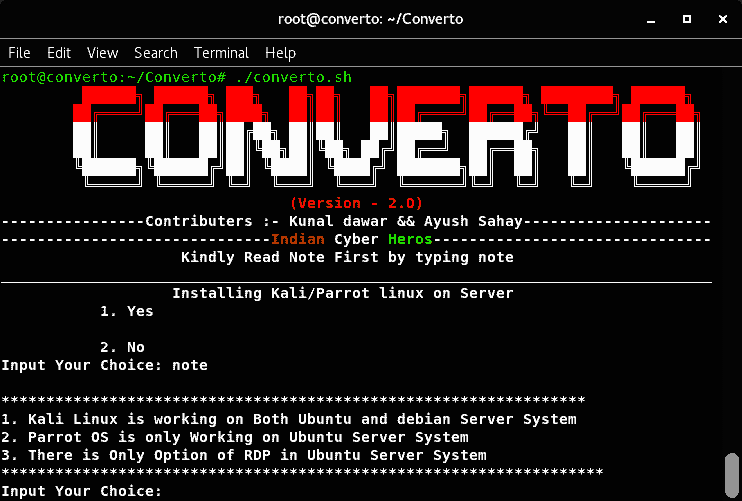 root@converto: ~/Converto
File Edit View Search Terminal Help
root@converto:~/Converto# ./converto.sh
CONVERTO
(Version - 2.0)
----------------Contributers :- Kunal dawar && Ayush Sahay---------------------
------------------------------Indian Cyber Heros-------------------------------
Kindly Read Note First by typing note
_______________________________________________________________________________
Installing Kali/Parrot linux on Server
1. Yes
2. No
Input Your Choice: note
*****************************************************************
1. Kali Linux is working on Both Ubuntu and debian Server System
2. Parrot OS is only Working on Ubuntu Server System
3. There is Only Option of RDP in Ubuntu Server System
*******************************************************************
Input Your Choice: